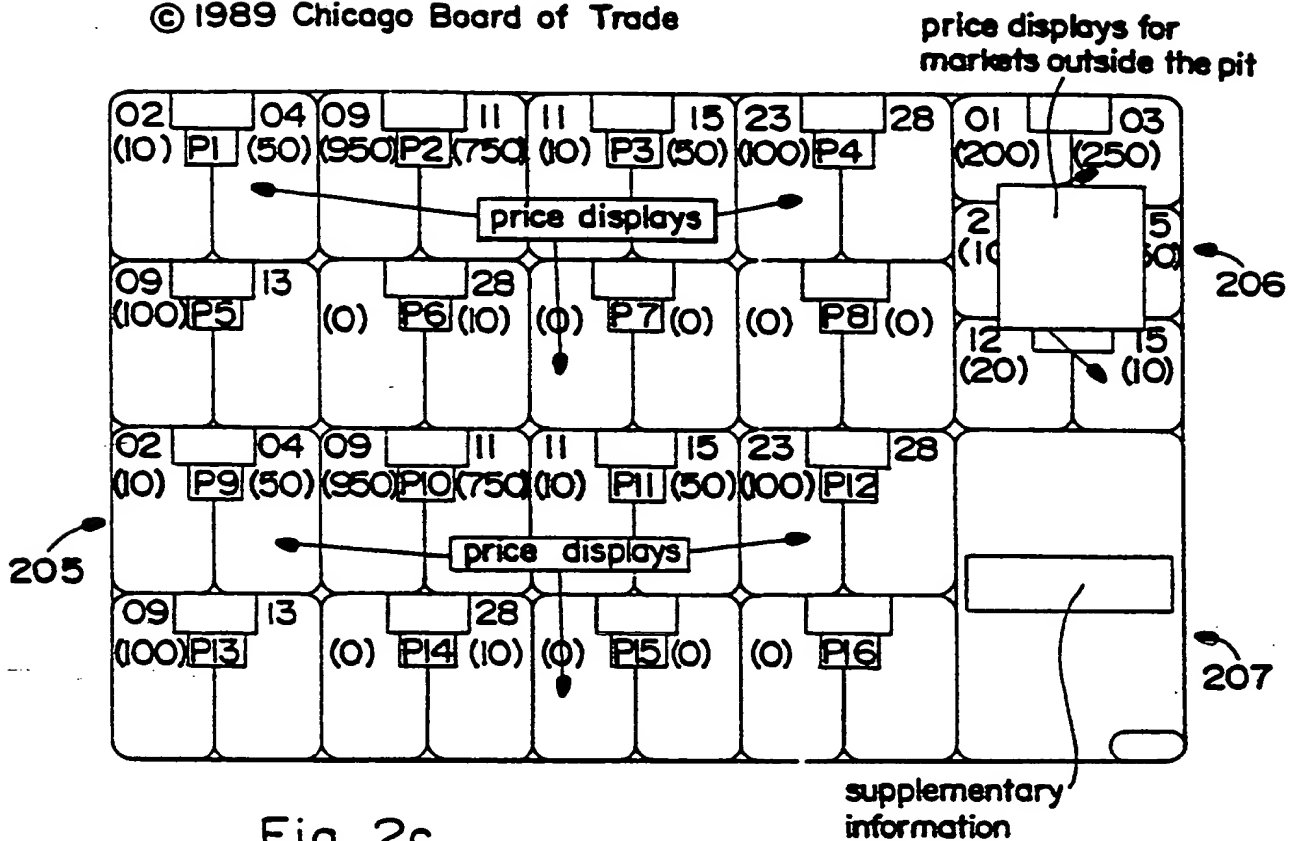 © 1989 Chicago Board of Trade
price displays for
markets outside the pit
02 04 09 11 11 15 23 28 01 03
(10) P1 (50) (950) P2 (750) (10) P3 (50) (100) P4 (200) (250)
price displays
2 5
(10 50)
206
09 13 28
(100) P5 (0) P6 (10) (0) P7 (0) (0) P8 (0)
12 15
(20) (10)
02 04 09 11 11 15 23 28
(10) P9 (50) (950) P10 (750) (10) P11 (50) (100) P12
205
price displays
09 13 28
(100) P13 (0) P14 (10) (0) P15 (0) (0) P16
207
supplementary
information
Fig. 2c